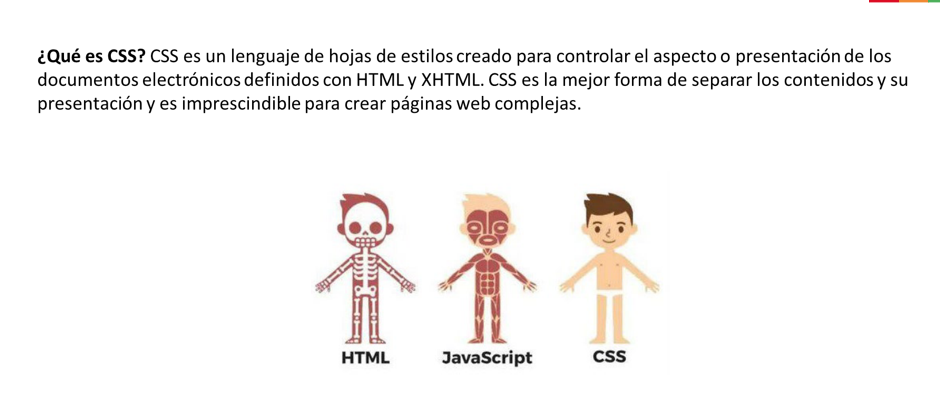 ¿Qué es CSS? CSS es un lenguaje de hojas de estilos creado para controlar el aspecto o presentación de los
documentos electrónicos definidos con HTML y XHTML. CSS es la mejor forma de separar los contenidos y su
presentación y es imprescindible para crear páginas web complejas.
HTML JavaScript CSS